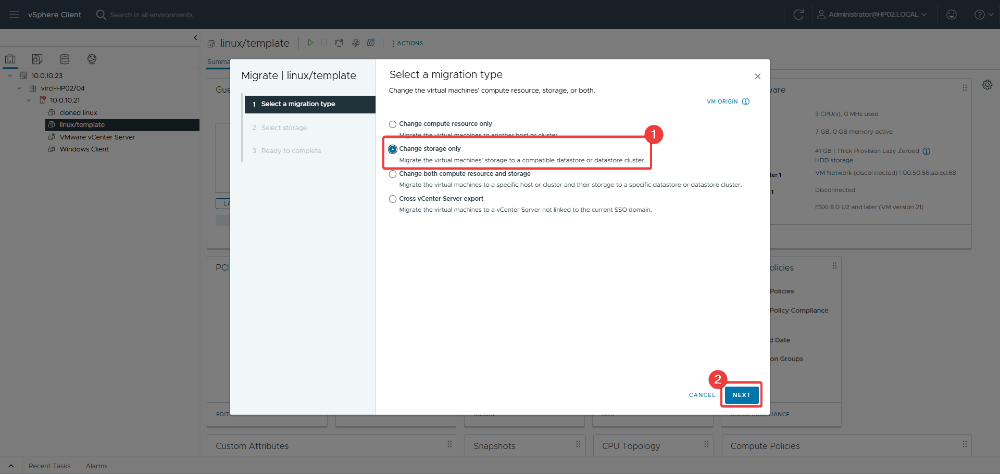 vSphere Client
Search in all environments
Administrator@HP02.LOCAL
linux/template
ACTIONS
10.0.10.23
vircl-HP02/04
10.0.10.21
cloned linux
linux/template
VMware vCenter Server
Windows Client
Summa
Gue
LA
PCI
EDIT
Migrate | linux/template
1 Select a migration type
2 Select storage
3 Ready to complete
Select a migration type
Change the virtual machines' compute resource, storage, or both.
VM ORIGIN
Change compute resource only
Migrate the virtual machines to another host or cluster.
1
Change storage only
Migrate the virtual machines' storage to a compatible datastore or datastore cluster.
Change both compute resource and storage
Migrate the virtual machines to a specific host or cluster and their storage to a specific datastore or datastore cluster.
Cross vCenter Server export
Migrate the virtual machines to a vCenter Server not linked to the current SSO domain.
2
CANCEL
NEXT
ware
3 CPU(s), 0 MHz used
7 GB, 0 GB memory active
41 GB | Thick Provision Lazy Zeroed
HDD storage
ter 1
VM Network (disconnected) | 00:50:56:aa:ed:68
1
Disconnected
ESXi 8.0 U2 and later (VM version 21)
olicies
Policies
Policy Compliance
d Date
on Groups
ASSIGN
ADD
CHECK COMPLIANCE
Custom Attributes
Snapshots
CPU Topology
Compute Policies
Recent Tasks
Alarms